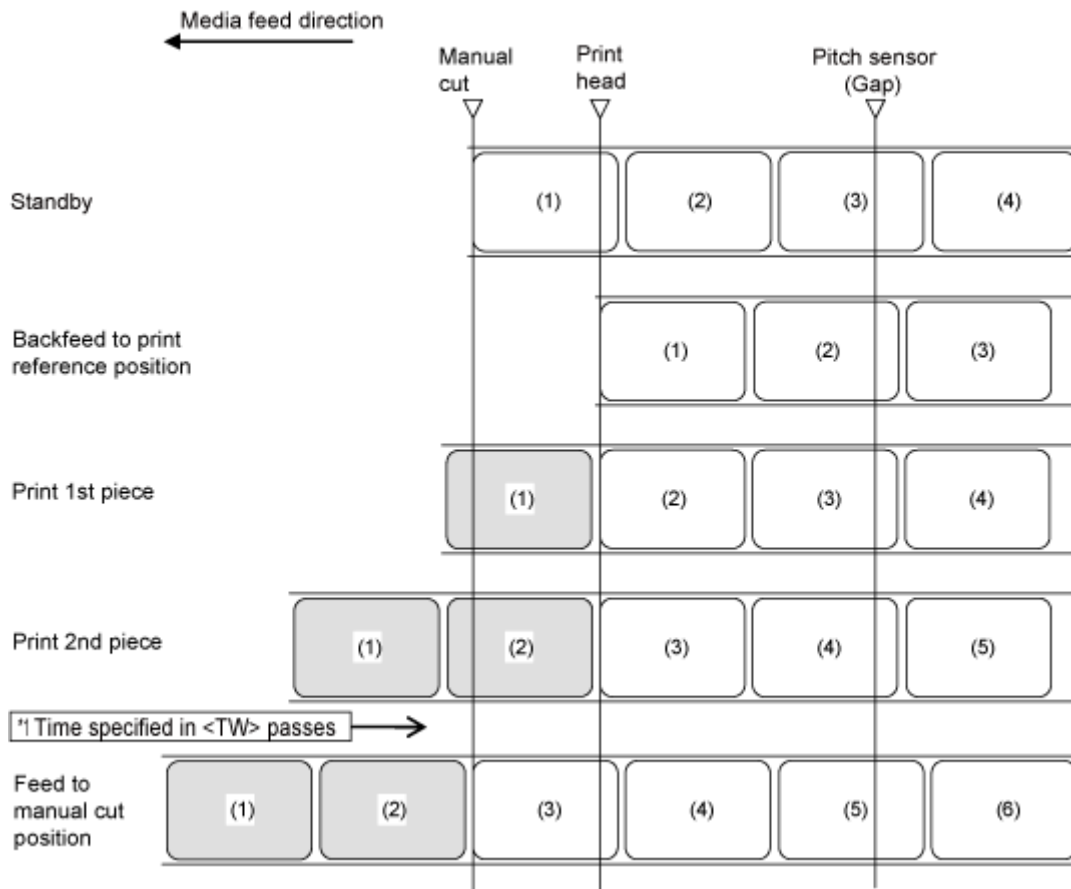 Media feed direction
Manual
cut
Print
head
Pitch sensor
(Gap)
Standby
(1)
(2)
(3)
(4)
Backfeed to print
reference position
(1)
(2)
(3)
Print 1st piece
(1)
(2)
(3)
(4)
Print 2nd piece
(1)
(2)
(3)
(4)
(5)
*1 Time specified in <TW> passes
Feed to
manual cut
position
(1)
(2)
(3)
(4)
(5)
(6)